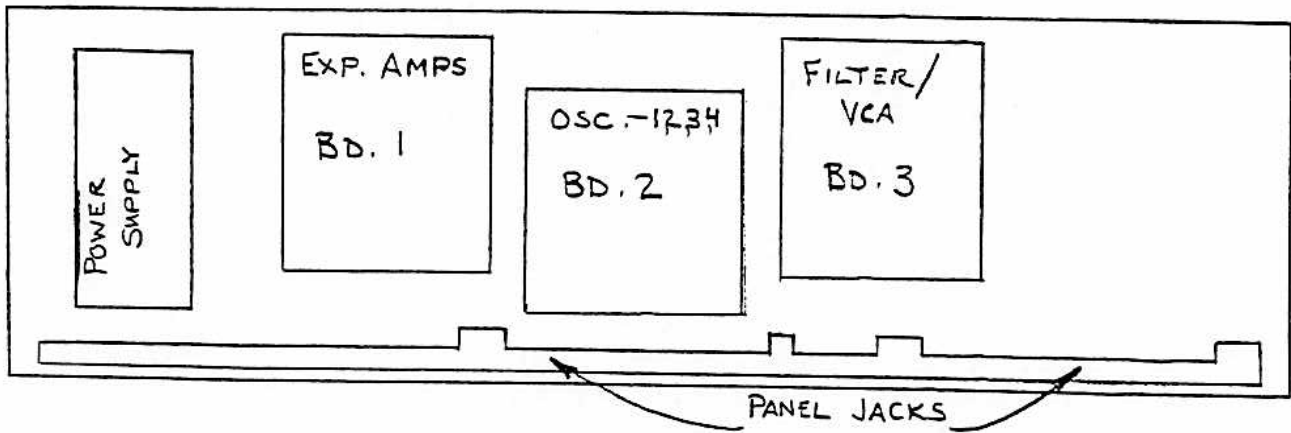 POWER
SUPPLY
EXP. AMPS
BD. 1
OSC.-1,2,3,4
BD. 2
FILTER/
VCA
BD. 3
PANEL JACKS